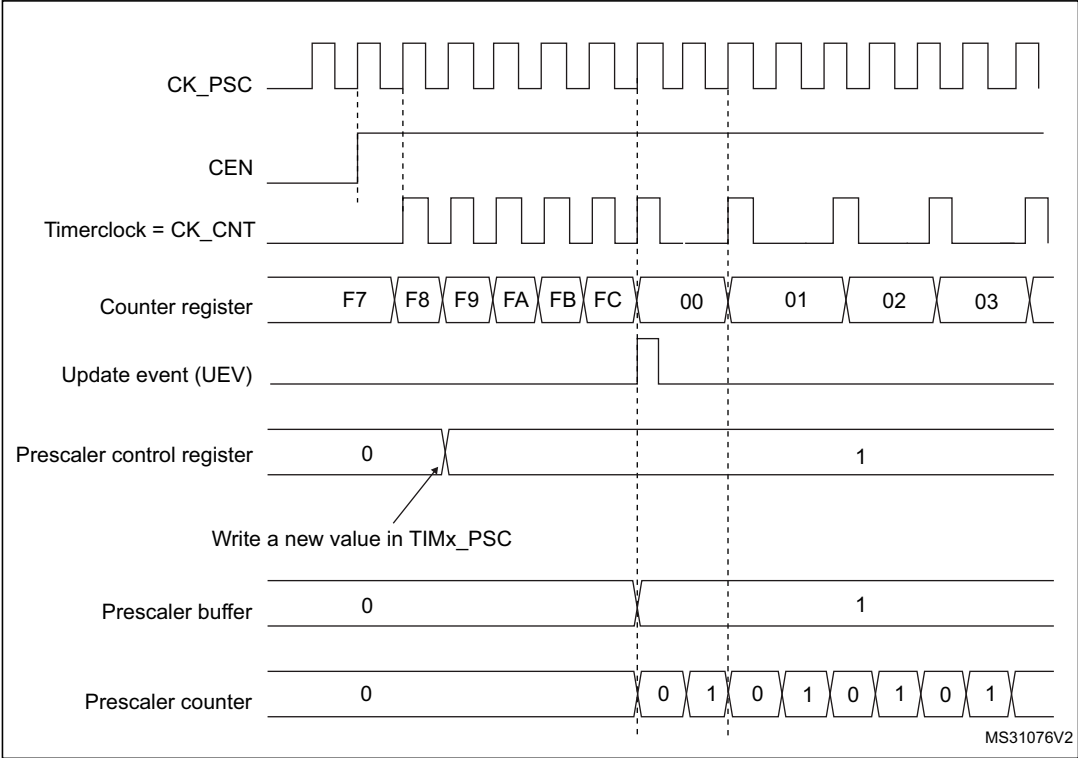 CK_PSC
CEN
Timerclock = CK_CNT
Counter register
F7 F8 F9 FA FB FC 00 01 02 03
Update event (UEV)
Prescaler control register
0 1
Write a new value in TIMx_PSC
Prescaler buffer
0 1
Prescaler counter
0 0 1 0 1 0 1 0 1
MS31076V2